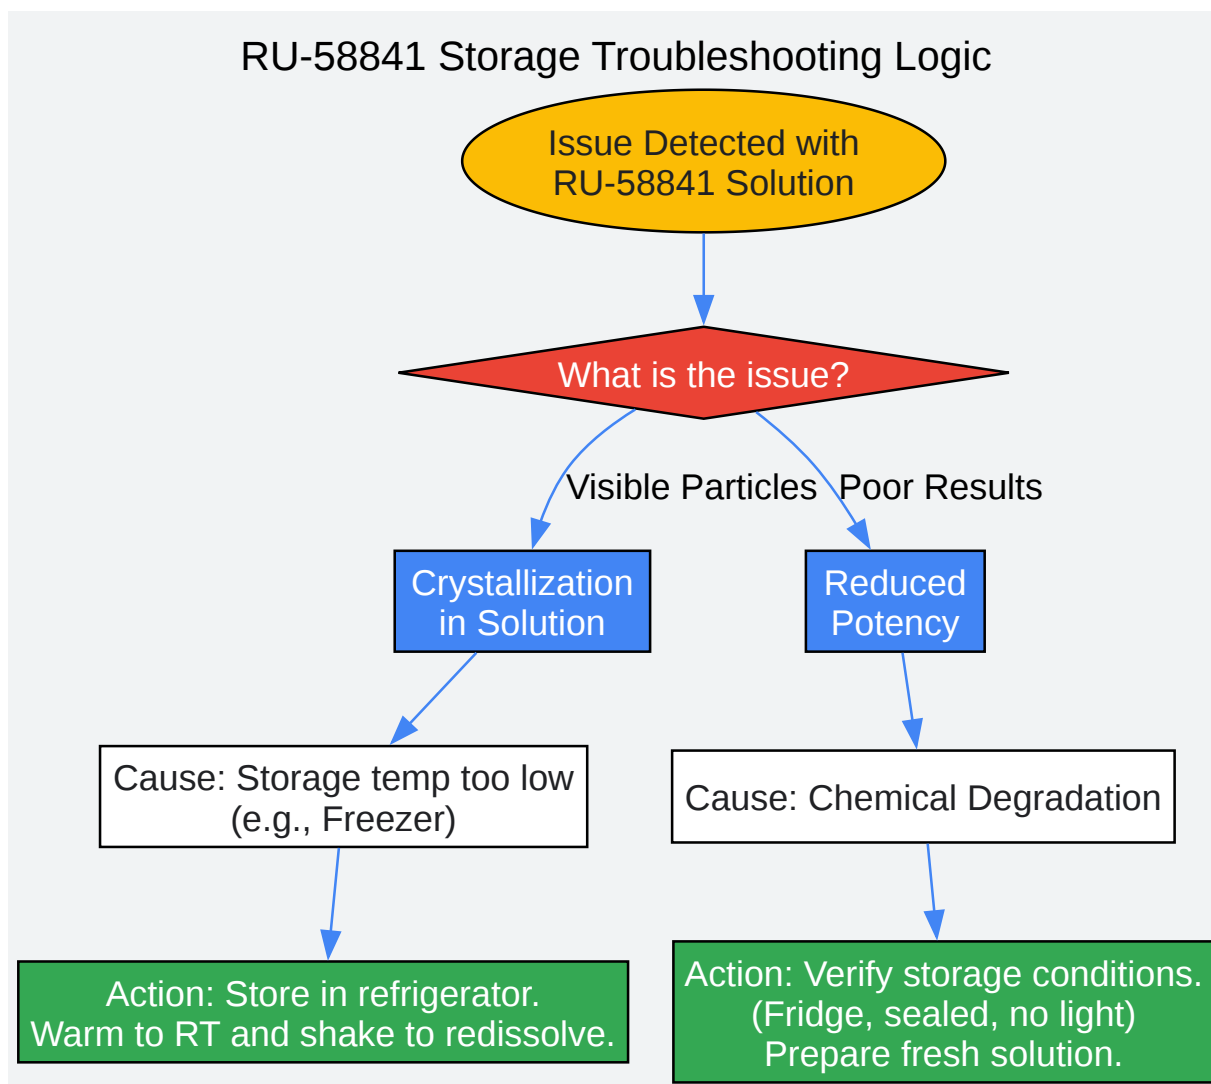 RU-58841 Storage Troubleshooting Logic
Issue Detected with
RU-58841 Solution
What is the issue?
Visible Particles
Poor Results
Crystallization
in Solution
Reduced
Potency
Cause: Storage temp too low
(e.g., Freezer)
Cause: Chemical Degradation
Action: Store in refrigerator.
Warm to RT and shake to redissolve.
Action: Verify storage conditions.
(Fridge, sealed, no light)
Prepare fresh solution.